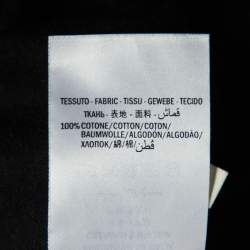 TESSUTO - FABRIC - TISSU - GEWEBE - TECIDO
ТКАНЬ - 表地 - 面料 - قماش
100% COTONE/COTTON/COTON/
BAUMWOLLE/ALGODON/ALGODÃO/
ХЛОПОК/綿/棉/قطن